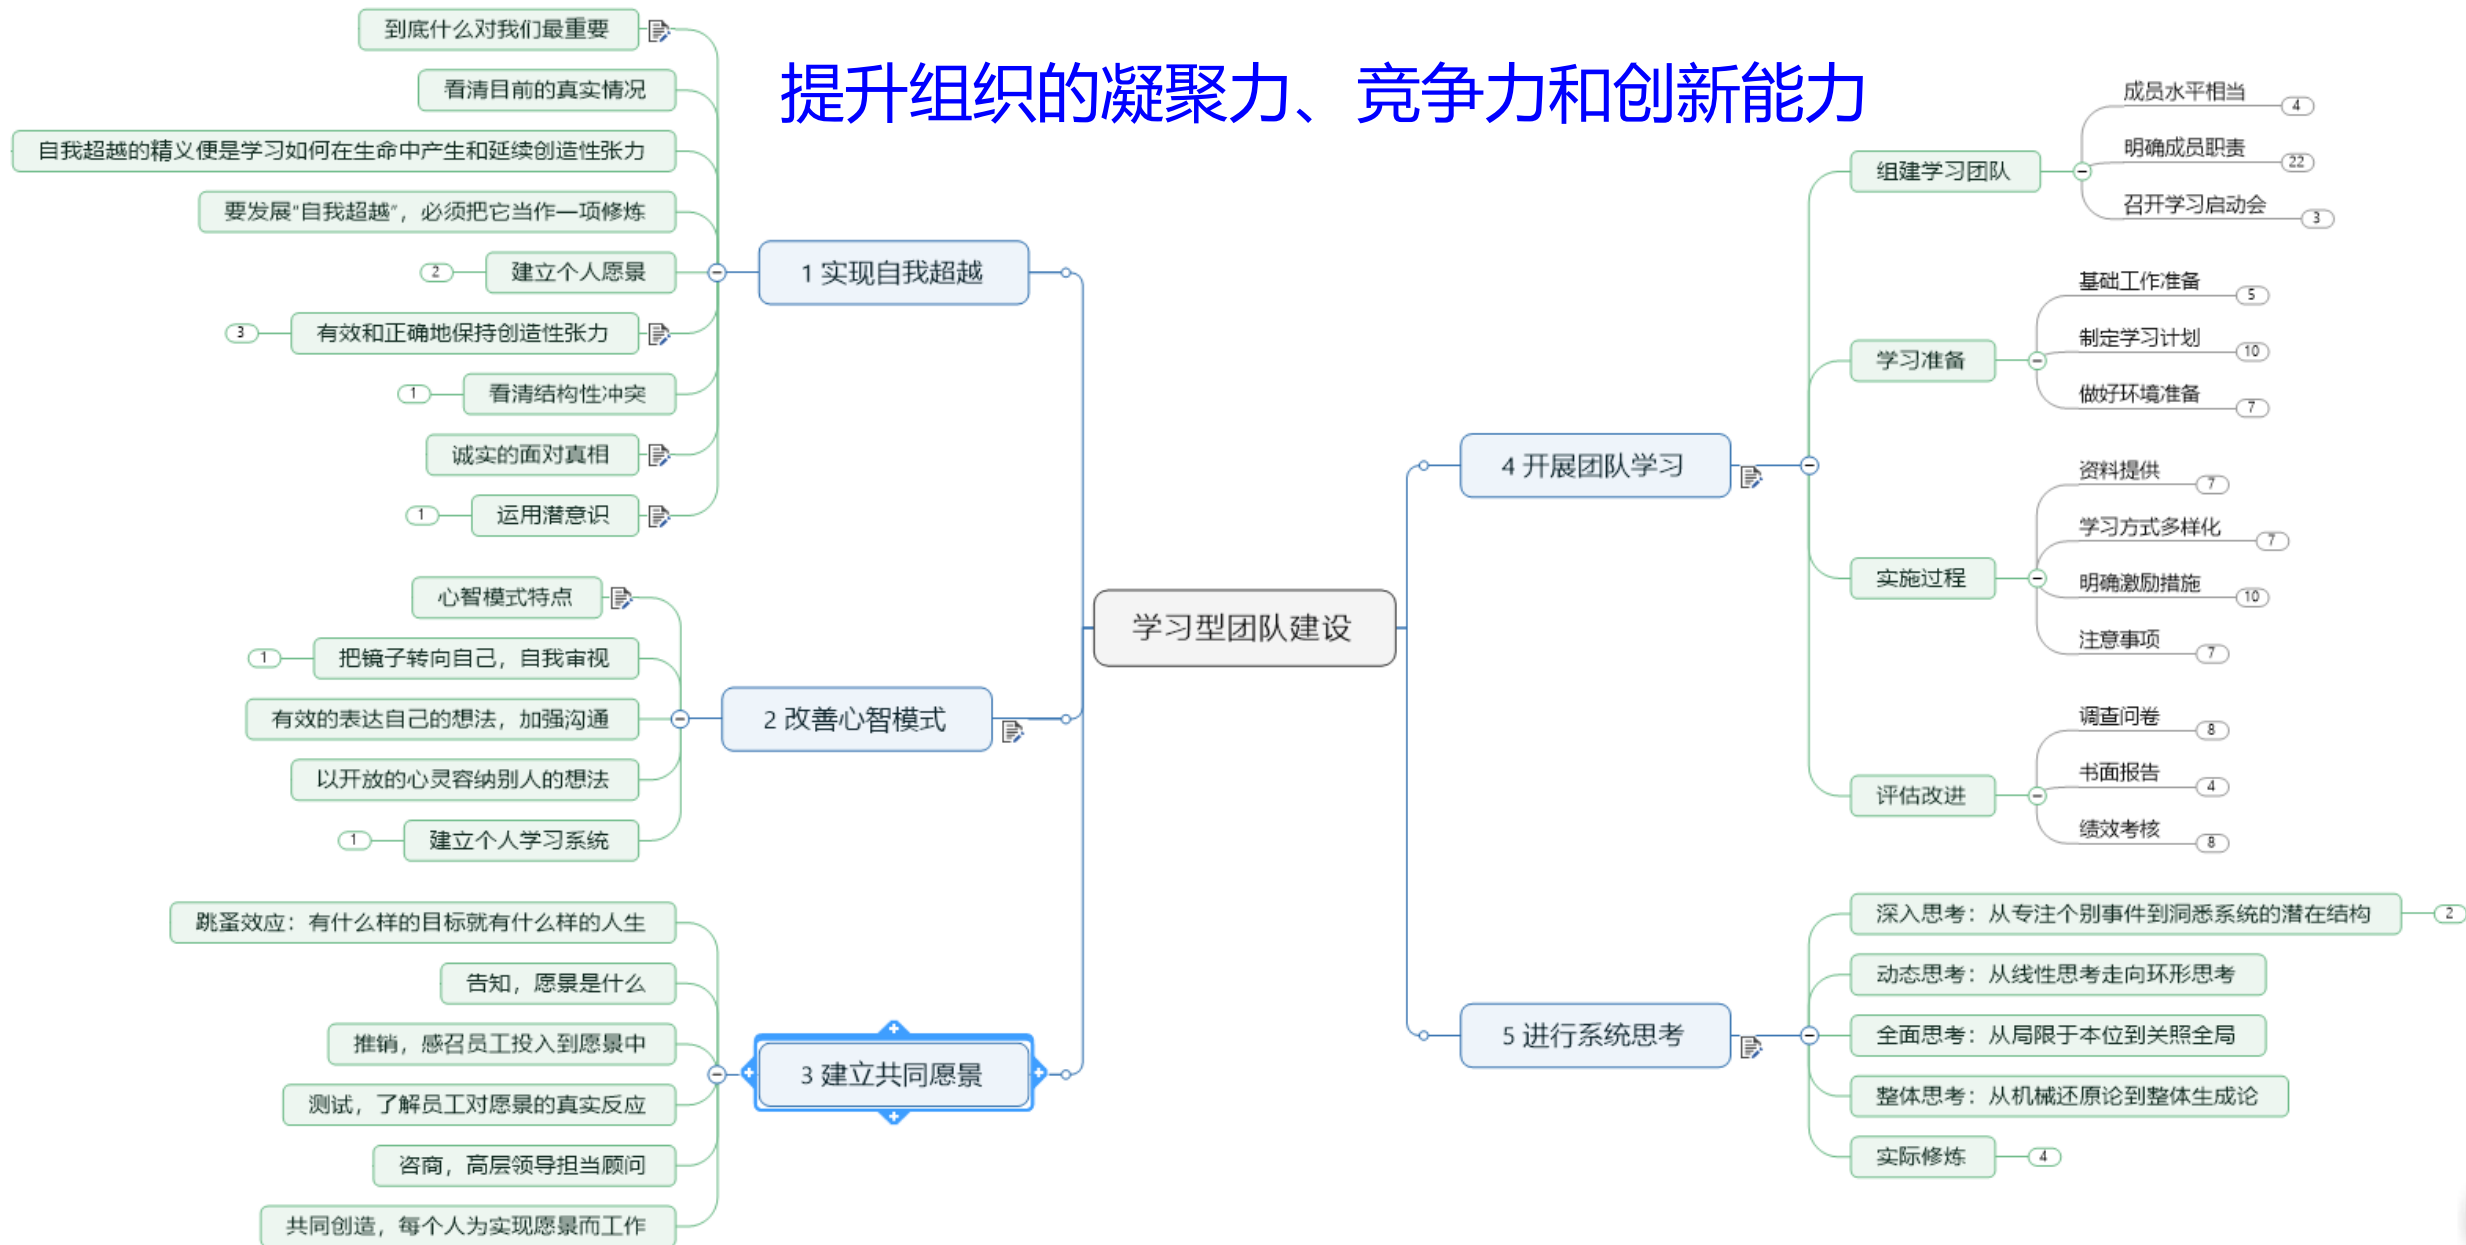 提升组织的凝聚力、竞争力和创新能力
学习型团队建设
1 实现自我超越
到底什么对我们最重要
看清目前的真实情况
自我超越的精义便是学习如何在生命中产生和延续创造性张力
要发展“自我超越”，必须把它当作一项修炼
建立个人愿景
2
有效和正确地保持创造性张力
3
看清结构性冲突
1
诚实的面对真相
运用潜意识
1
2 改善心智模式
心智模式特点
把镜子转向自己，自我审视
1
有效的表达自己的想法，加强沟通
以开放的心灵容纳别人的想法
建立个人学习系统
1
3 建立共同愿景
跳蚤效应：有什么样的目标就有什么样的人生
告知，愿景是什么
推销，感召员工投入到愿景中
测试，了解员工对愿景的真实反应
咨商，高层领导担当顾问
共同创造，每个人为实现愿景而工作
4 开展团队学习
组建学习团队
成员水平相当
4
明确成员职责
22
召开学习启动会
3
学习准备
基础工作准备
5
制定学习计划
10
做好环境准备
7
实施过程
资料提供
7
学习方式多样化
7
明确激励措施
10
注意事项
7
评估改进
调查问卷
8
书面报告
4
绩效考核
8
5 进行系统思考
深入思考：从专注个别事件到洞悉系统的潜在结构
2
动态思考：从线性思考走向环形思考
全面思考：从局限于本位到关照全局
整体思考：从机械还原论到整体生成论
实际修炼
4